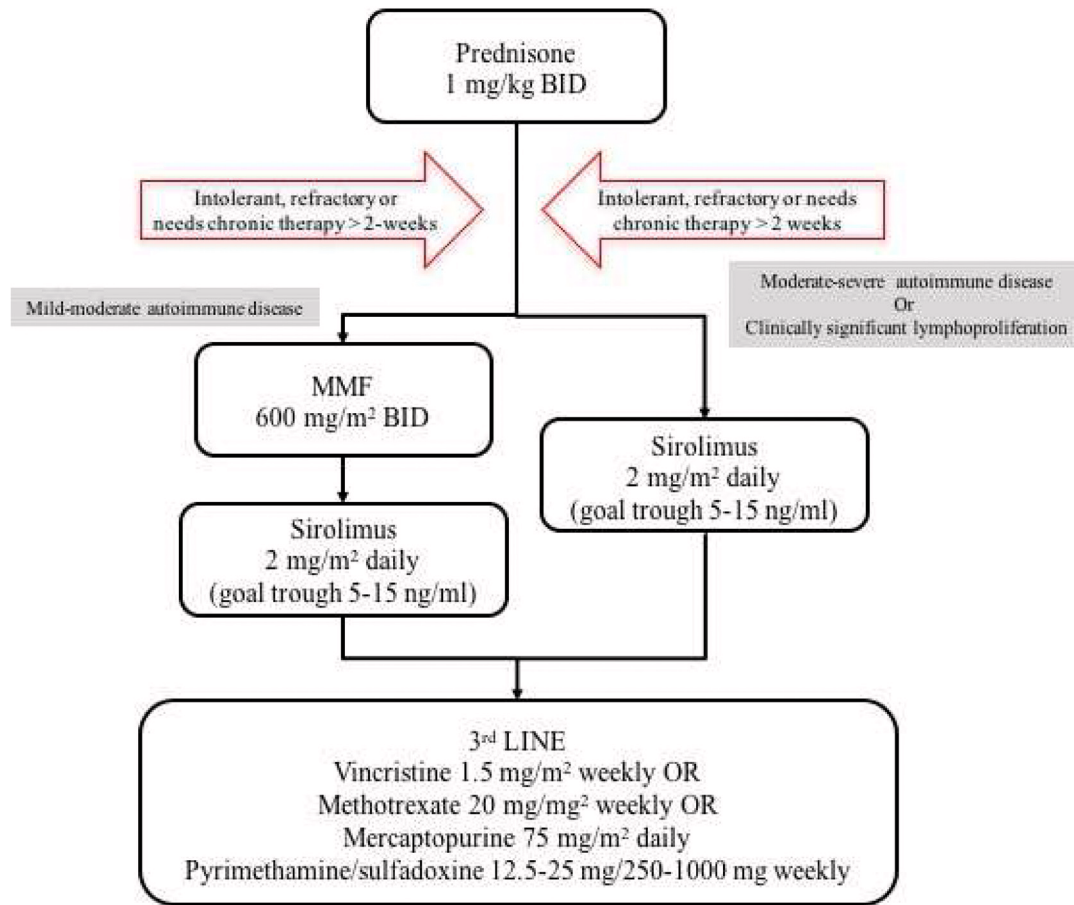 Prednisone
1 mg/kg BID
Intolerant, refractory or
needs chronic therapy > 2-weeks
Intolerant, refractory or needs
chronic therapy > 2 weeks
Mild-moderate autoimmune disease
Moderate-severe autoimmune disease
Or
Clinically significant lymphoproliferation
MMF
600 mg/m² BID
Sirolimus
2 mg/m² daily
(goal trough 5-15 ng/ml)
Sirolimus
2 mg/m² daily
(goal trough 5-15 ng/ml)
3rd LINE
Vincristine 1.5 mg/m² weekly OR
Methotrexate 20 mg/mg² weekly OR
Mercaptopurine 75 mg/m² daily
Pyrimethamine/sulfadoxine 12.5-25 mg/250-1000 mg weekly